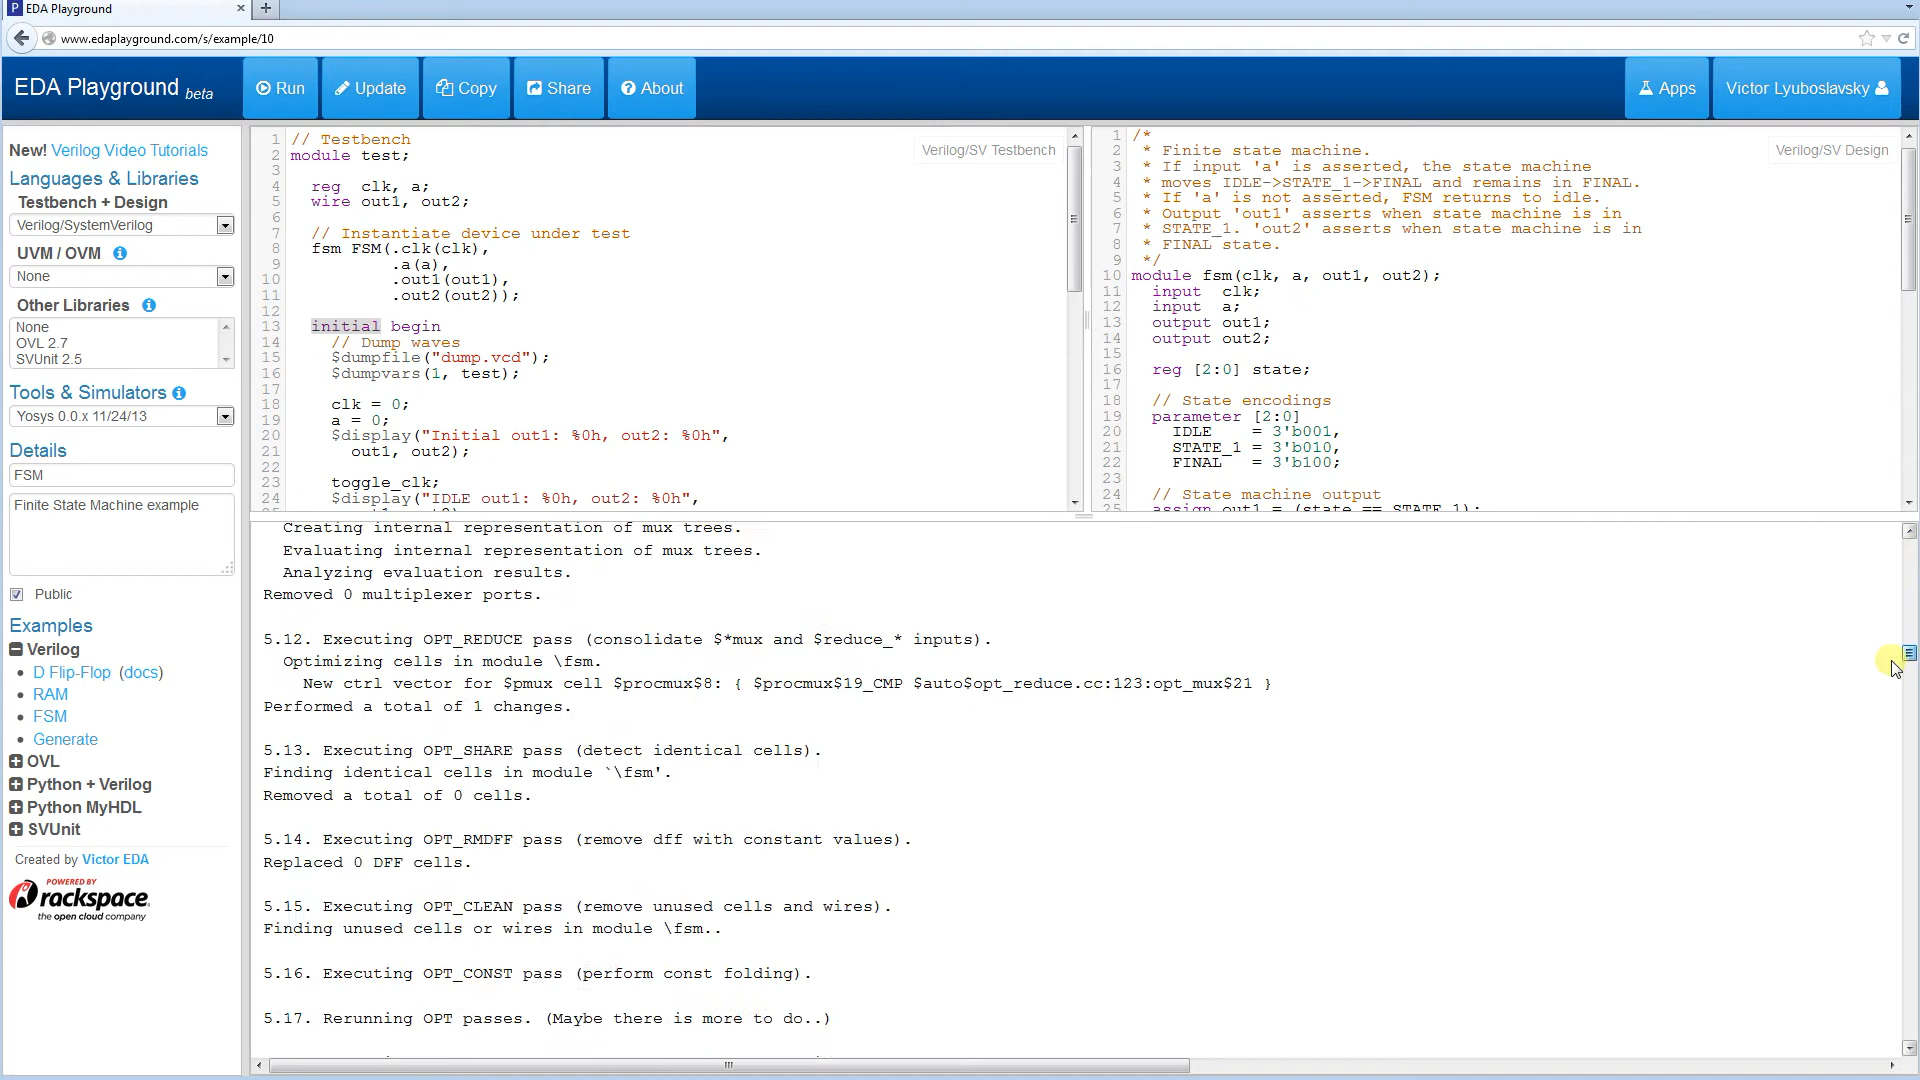 EDA Playground
www.edaplayground.com/s/example/10
EDA Playground beta
Run
Update
Copy
Share
About
Apps
Victor Lyuboslavsky
New! Verilog Video Tutorials
Languages & Libraries
Testbench + Design
Verilog/SystemVerilog
UVM / OVM
None
Other Libraries
None
OVL 2.7
SVUnit 2.5
Tools & Simulators
Yosys 0.0.x 11/24/13
Details
FSM
Finite State Machine example
Public
Examples
Verilog
D Flip-Flop (docs)
RAM
FSM
Generate
OVL
Python + Verilog
Python MyHDL
SVUnit
Created by Victor EDA
POWERED BY
rackspace.
the open cloud company
Verilog/SV Testbench
1 // Testbench
2 module test;
3
4 reg clk, a;
5 wire out1, out2;
6
7 // Instantiate device under test
8 fsm FSM(.clk(clk),
9 .a(a),
10 .out1(out1),
11 .out2(out2));
12
13 initial begin
14 // Dump waves
15 $dumpfile("dump.vcd");
16 $dumpvars(1, test);
17
18 clk = 0;
19 a = 0;
20 $display("Initial out1: %0h, out2: %0h",
21 out1, out2);
22
23 toggle_clk;
24 $display("IDLE out1: %0h, out2: %0h",
Verilog/SV Design
1 /*
2 * Finite state machine.
3 * If input 'a' is asserted, the state machine
4 * moves IDLE->STATE_1->FINAL and remains in FINAL.
5 * If 'a' is not asserted, FSM returns to idle.
6 * Output 'out1' asserts when state machine is in
7 * STATE_1. 'out2' asserts when state machine is in
8 * FINAL state.
9 */
10 module fsm(clk, a, out1, out2);
11 input clk;
12 input a;
13 output out1;
14 output out2;
15
16 reg [2:0] state;
17
18 // State encodings
19 parameter [2:0]
20 IDLE = 3'b001,
21 STATE_1 = 3'b010,
22 FINAL = 3'b100;
23
24 // State machine output
25 assign out1 = (state == STATE_1);
Creating internal representation of mux trees.
Evaluating internal representation of mux trees.
Analyzing evaluation results.
Removed 0 multiplexer ports.
5.12. Executing OPT_REDUCE pass (consolidate $*mux and $reduce_* inputs).
Optimizing cells in module \fsm.
New ctrl vector for $pmux cell $procmux$8: { $procmux$19_CMP $auto$opt_reduce.cc:123:opt_mux$21 }
Performed a total of 1 changes.
5.13. Executing OPT_SHARE pass (detect identical cells).
Finding identical cells in module `\fsm'.
Removed a total of 0 cells.
5.14. Executing OPT_RMDFF pass (remove dff with constant values).
Replaced 0 DFF cells.
5.15. Executing OPT_CLEAN pass (remove unused cells and wires).
Finding unused cells or wires in module \fsm..
5.16. Executing OPT_CONST pass (perform const folding).
5.17. Rerunning OPT passes. (Maybe there is more to do..)